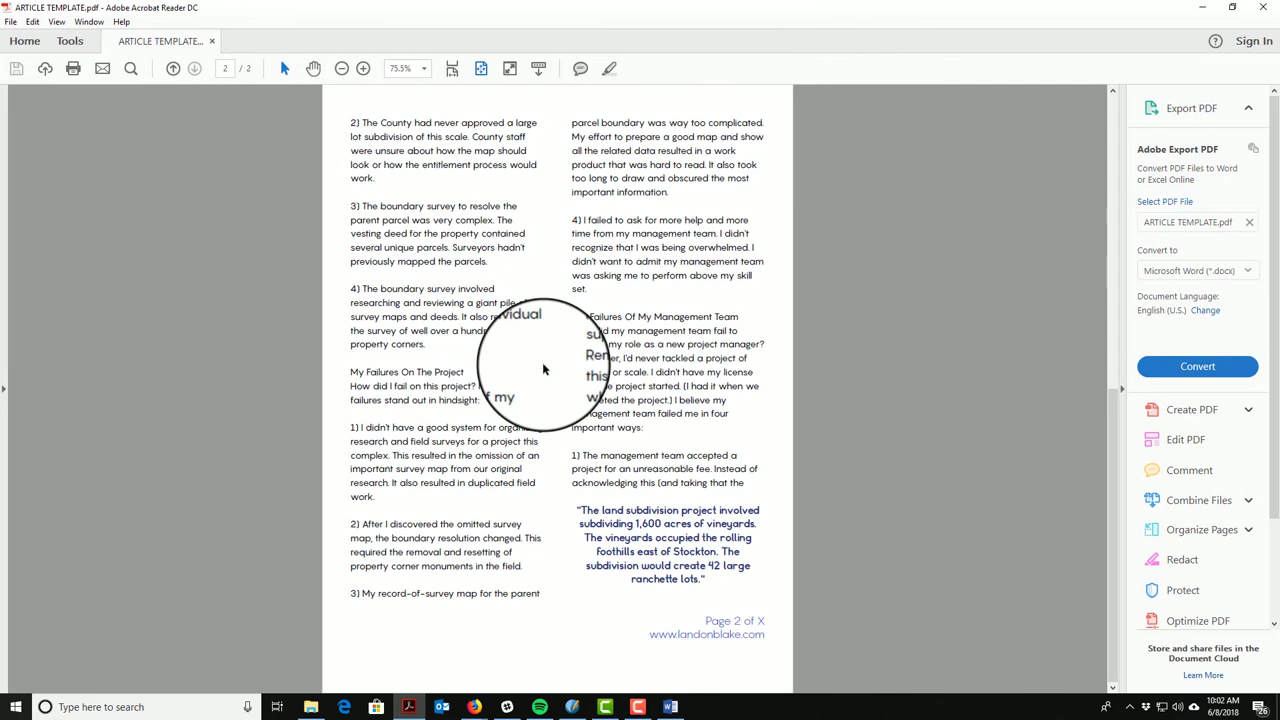 ARTICLE TEMPLATE.pdf - Adobe Acrobat Reader DC
File Edit View Window Help
Home Tools ARTICLE TEMPLATE... × Sign In
2 / 2 75.5%
2) The County had never approved a large
lot subdivision of this scale. County staff
were unsure about how the map should
look or how the entitlement process would
work.
3) The boundary survey to resolve the
parent parcel was very complex. The
vesting deed for the property contained
several unique parcels. Surveyors hadn't
previously mapped the parcels.
4) The boundary survey involved
researching and reviewing a giant pile
survey maps and deeds. It also
the survey of well over a
property corners.
My Failures On The Project
How did I fail on this project?
failures stand out in hindsight:
1) I didn't have a good system for
research and field surveys for a project this
complex. This resulted in the omission of an
important survey map from our original
research. It also resulted in duplicated field
work.
2) After I discovered the omitted survey
map, the boundary resolution changed. This
required the removal and resetting of
property corner monuments in the field.
3) My record-of-survey map for the parent
vidual
f my
su
Rer
this
parcel boundary was way too complicated.
My effort to prepare a good map and show
all the related data resulted in a work
product that was hard to read. It also took
too long to draw and obscured the most
important information.
4) I failed to ask for more help and more
time from my management team. I didn't
recognize that I was being overwhelmed. I
didn't want to admit my management team
was asking me to perform above my skill
set.
Failures Of My Management Team
my management team fail to
my role as a new project manager?
I'd never tackled a project of
or scale. I didn't have my license
project started. (I had it when we
the project.) I believe my
team failed me in four
important ways:
1) The management team accepted a
project for an unreasonable fee. Instead of
acknowledging this (and taking that the
"The land subdivision project involved
subdividing 1,600 acres of vineyards.
The vineyards occupied the rolling
foothills east of Stockton. The
subdivision would create 42 large
ranchette lots."
Page 2 of X
www.landonblake.com
Export PDF
Adobe Export PDF
Convert PDF Files to Word
or Excel Online
Select PDF File
ARTICLE TEMPLATE.pdf
Convert to
Microsoft Word (*.docx)
Document Language:
English (U.S.) Change
Convert
Create PDF
Edit PDF
Comment
Combine Files
Organize Pages
Redact
Protect
Optimize PDF
Store and share files in the
Document Cloud
Learn More
Type here to search
10:02 AM
6/8/2018
26